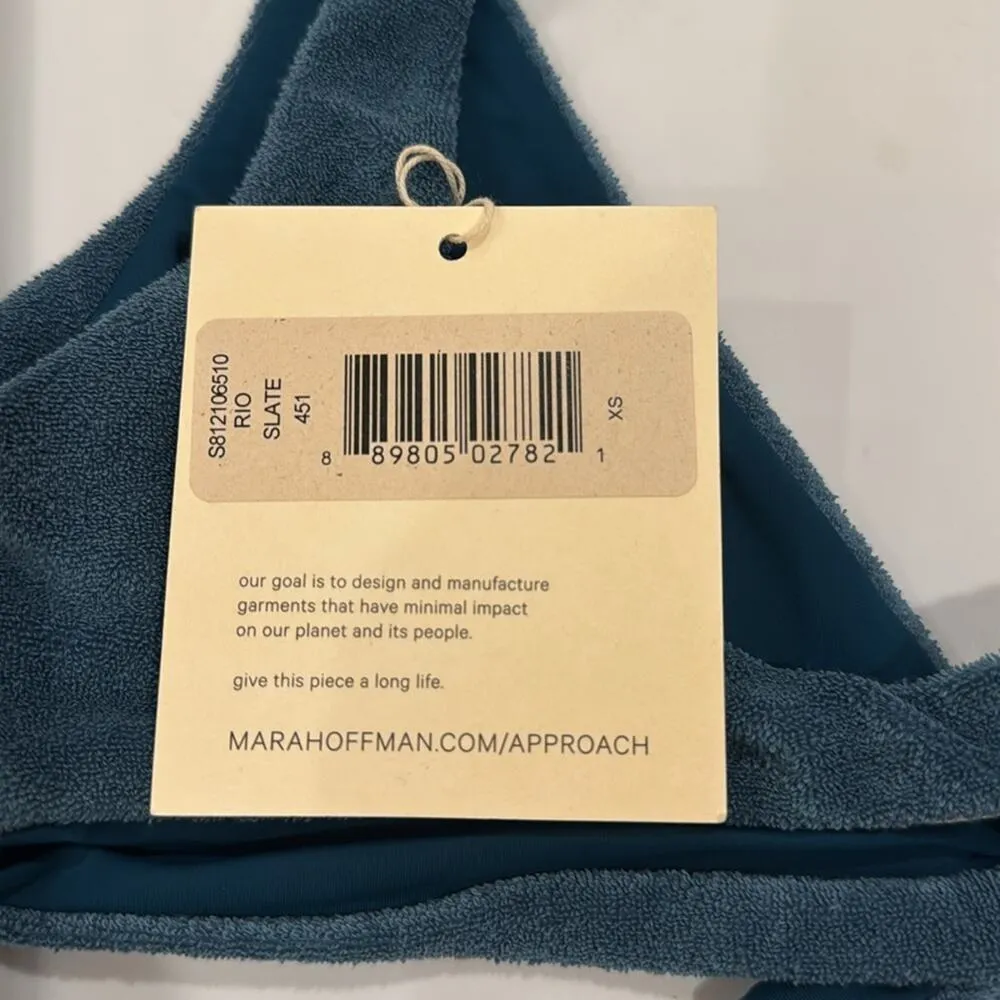 S812106510
RIO
SLATE
451
8 89805 02782 1
XS
our goal is to design and manufacture
garments that have minimal impact
on our planet and its people.
give this piece a long life.
MARAHOFFMAN.COM/APPROACH